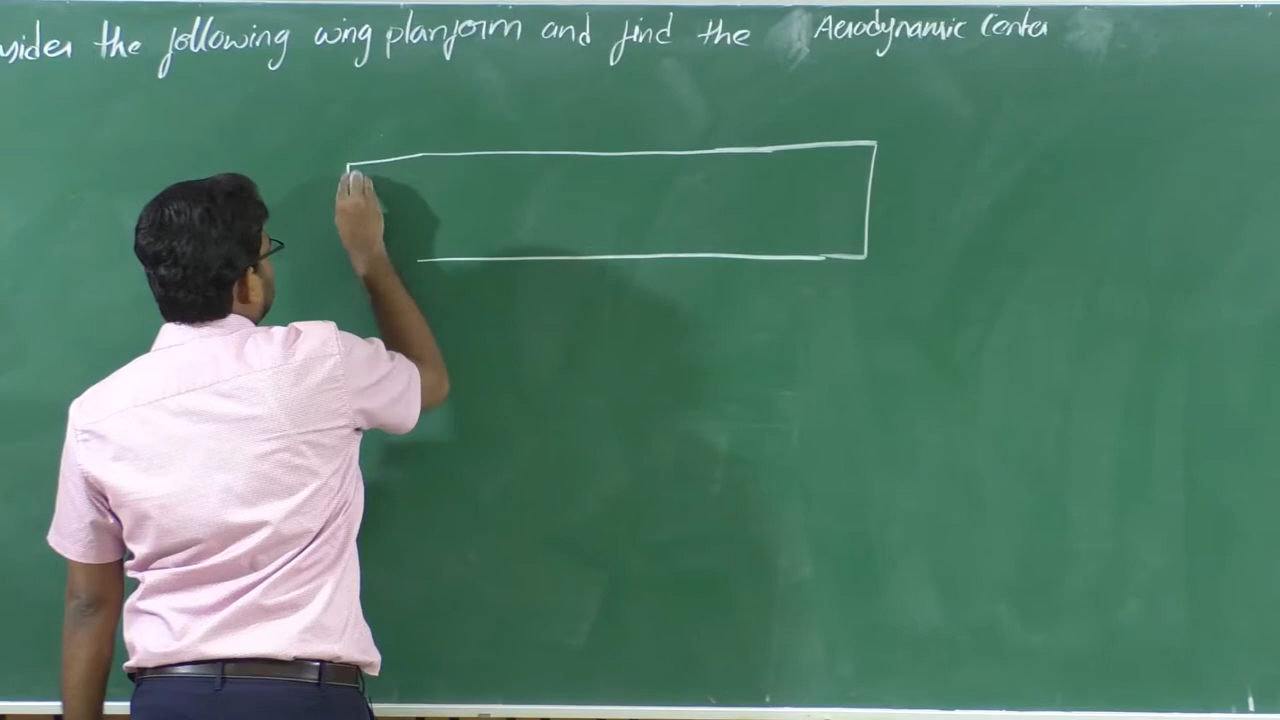 sider the following wing planform and find the Aerodynamic Center